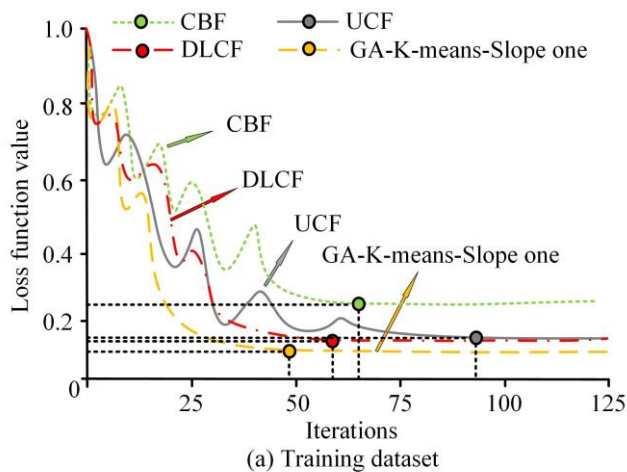 CBF
UCF
DLCF
GA-K-means-Slope one
Loss function value
1.0
0.8
0.6
0.4
0.2
0
CBF
DLCF
UCF
GA-K-means-Slope one
25
50
75
100
125
Iterations
(a) Training dataset